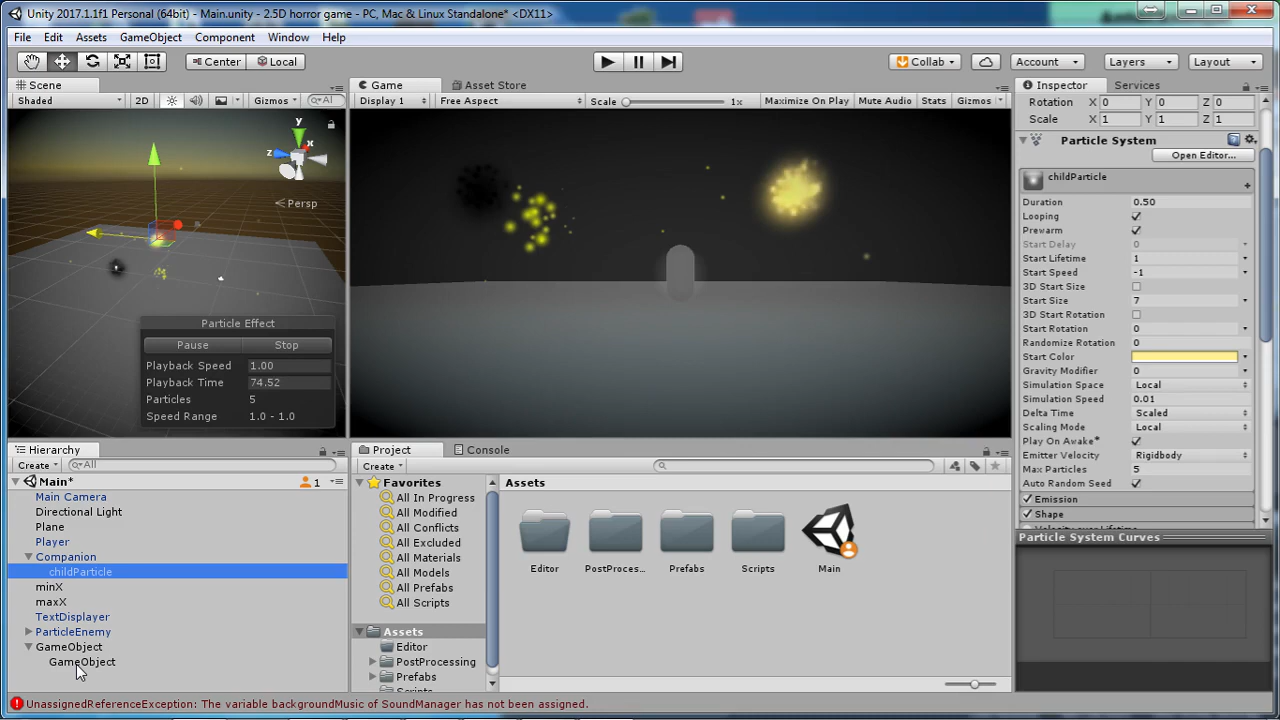 Unity 2017.1.1f1 Personal (64bit) - Main.unity - 2.5D horror game - PC, Mac & Linux Standalone* <DX11>
File Edit Assets GameObject Component Window Help
Center Local Collab Account Layers Layout
Scene
Shaded 2D Gizmos All
y
x
z
Persp
Particle Effect
Pause Stop
Playback Speed 1.00
Playback Time 74.52
Particles 5
Speed Range 1.0 - 1.0
Game Asset Store
Display 1 Free Aspect Scale 1x Maximize On Play Mute Audio Stats Gizmos
Inspector Services
Rotation X 0 Y 0 Z 0
Scale X 1 Y 1 Z 1
Particle System
Open Editor...
childParticle
Duration 0.50
Looping
Prewarm
Start Delay 0
Start Lifetime 1
Start Speed -1
3D Start Size
Start Size 7
3D Start Rotation
Start Rotation 0
Randomize Rotation 0
Start Color
Gravity Modifier 0
Simulation Space Local
Simulation Speed 0.01
Delta Time Scaled
Scaling Mode Local
Play On Awake*
Emitter Velocity Rigidbody
Max Particles 5
Auto Random Seed
Emission
Shape
Velocity over Lifetime
Particle System Curves
Hierarchy
Create All
Main* 1
Main Camera
Directional Light
Plane
Player
Companion
childParticle
minX
maxX
TextDisplayer
ParticleEnemy
GameObject
GameObject
Project Console
Create
Favorites
All In Progress
All Modified
All Conflicts
All Excluded
All Materials
All Models
All Prefabs
All Scripts
Assets
Editor
PostProcessing
Prefabs
Scripts
Assets
Editor PostProces... Prefabs Scripts Main
UnassignedReferenceException: The variable backgroundMusic of SoundManager has not been assigned.